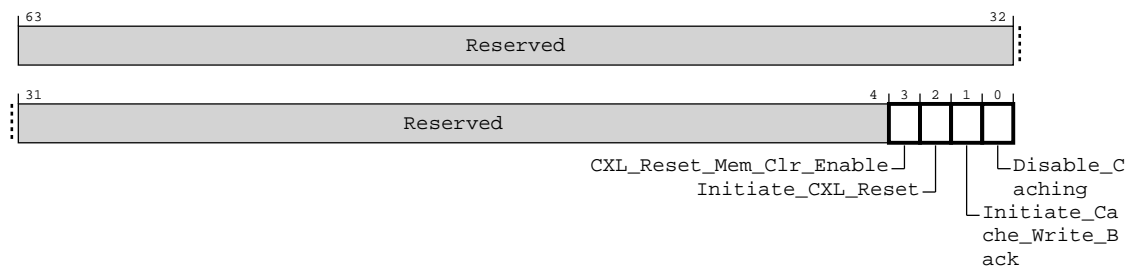 63 32
Reserved
31 4 3 2 1 0
Reserved
CXL_Reset_Mem_Clr_Enable
Initiate_CXL_Reset
Disable_C
aching
Initiate_Ca
che_Write_B
ack